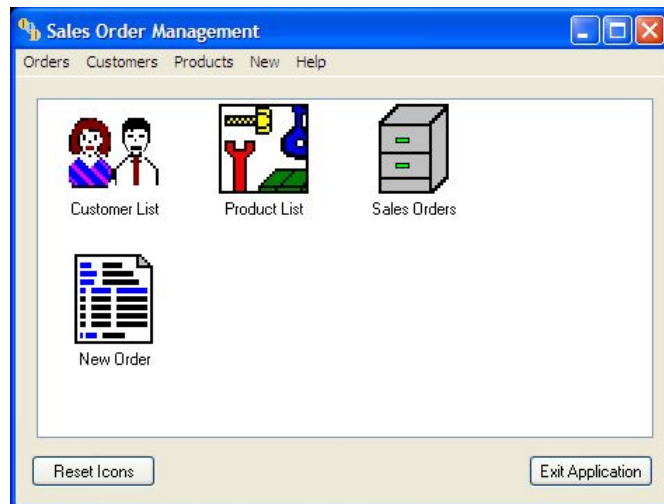 Sales Order Management
Orders Customers Products New Help
Customer List Product List Sales Orders
New Order
Reset Icons Exit Application